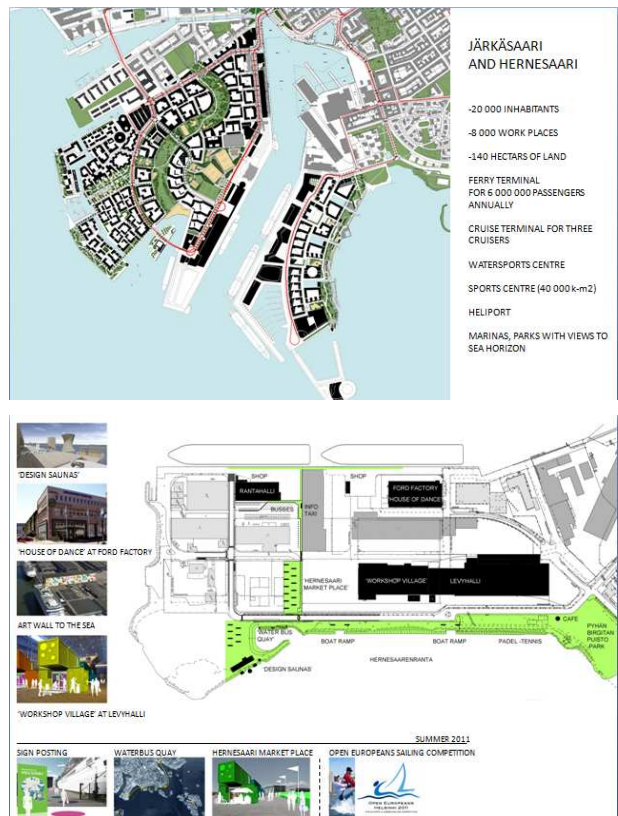 JÄRKÄSAARI
AND HERNESAARI
-20 000 INHABITANTS
-8 000 WORK PLACES
-140 HECTARS OF LAND
FERRY TERMINAL
FOR 6 000 000 PASSENGERS
ANNUALLY
CRUISE TERMINAL FOR THREE
CRUISERS
WATERSPORTS CENTRE
SPORTS CENTRE (40 000 k-m2)
HELIPORT
MARINAS, PARKS WITH VIEWS TO
SEA HORIZON
'DESIGN SAUNAS'
'HOUSE OF DANCE' AT FORD FACTORY
ART WALL TO THE SEA
'WORKSHOP VILLAGE' AT LEVYHALLI
SHOP
SHOP
RANTAHALLI
FORD FACTORY
'HOUSE OF DANCE'
BUSSES
INFO
TAXI
'HERNESAARI
MARKET PLACE'
'WORKSHOP VILLAGE'
LEVYHALLI
'WATER BUS
QUAY'
BOAT RAMP
BOAT RAMP
PADEL -TENNIS
CAFE
PYHÄN
BIRGITAN
PUISTO
PARK
'DESIGN SAUNAS'
HERNESAARENRANTA
SUMMER 2011
SIGN POSTING
WATERBUS QUAY
HERNESAARI MARKET PLACE
OPEN EUROPEANS SAILING COMPETITION
OPEN EUROPEANS
HELSINKI 2011